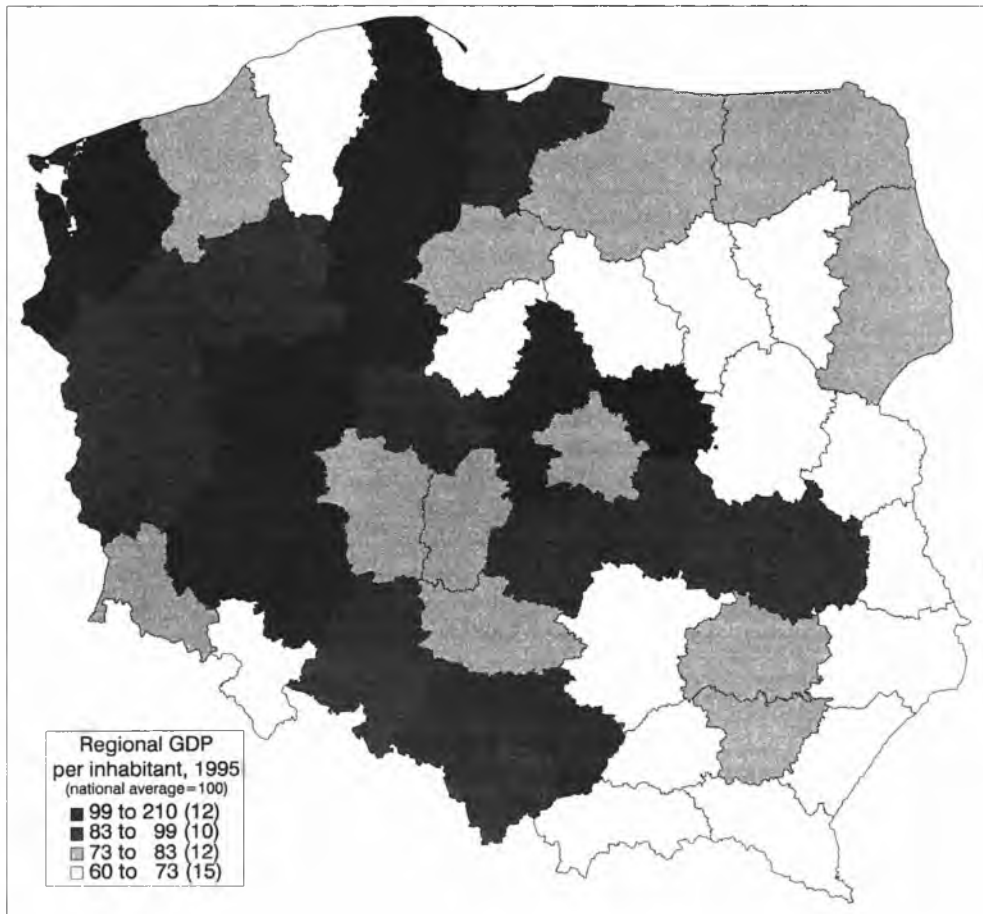 Regional GDP
per inhabitant, 1995
(national average=100)
99 to 210 (12)
83 to 99 (10)
73 to 83 (12)
60 to 73 (15)